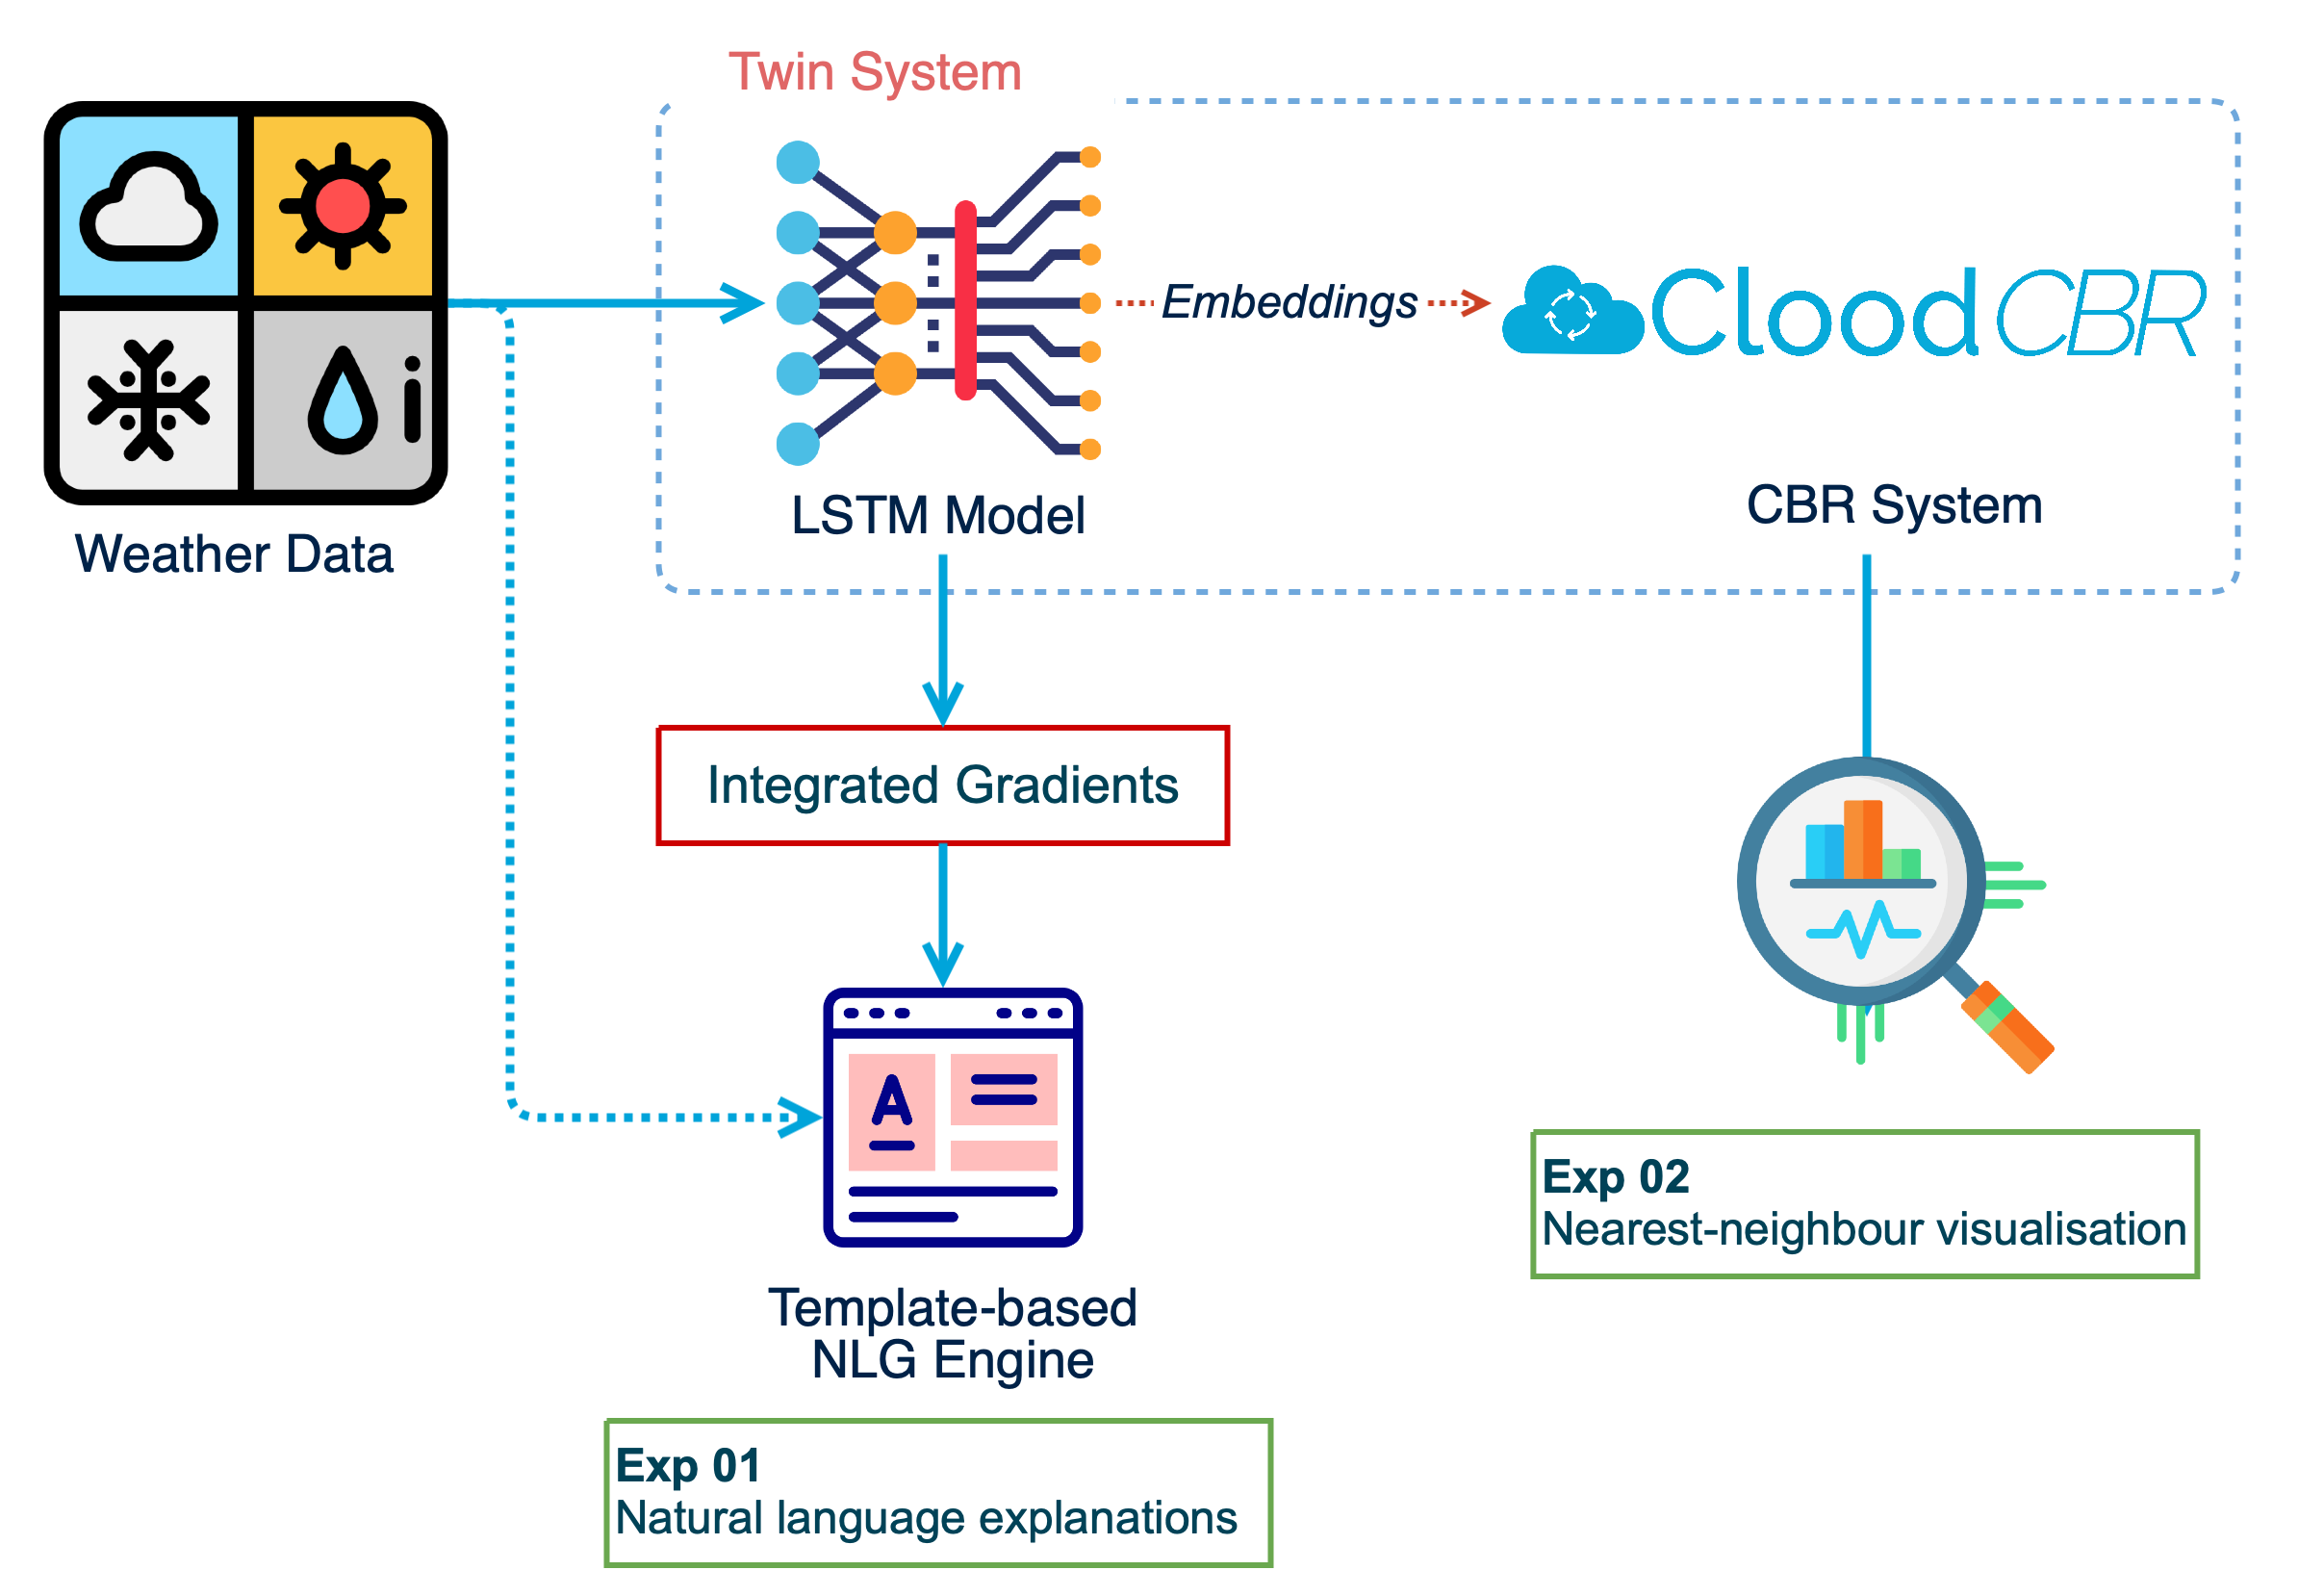 Twin System
Embeddings
CloodCBR
LSTM Model
CBR System
Weather Data
Integrated Gradients
A
Exp 02
Nearest-neighbour visualisation
Template-based
NLG Engine
Exp 01
Natural language explanations